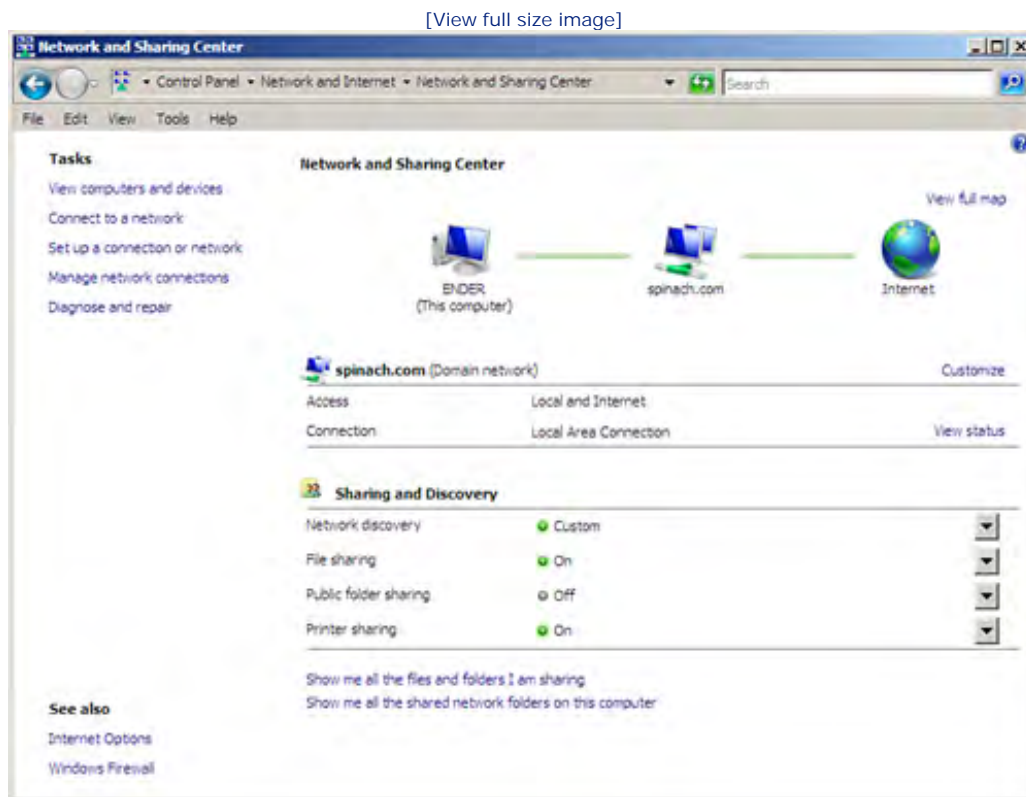 [View full size image]
Network and Sharing Center
Control Panel Network and Internet Network and Sharing Center Search
File Edit View Tools Help
Tasks
View computers and devices
Connect to a network
Set up a connection or network
Manage network connections
Diagnose and repair
Network and Sharing Center
View full map
ENDER
(This computer)
spinach.com
Internet
spinach.com (Domain network) Customize
Access Local and Internet
Connection Local Area Connection View status
Sharing and Discovery
Network discovery Custom
File sharing On
Public folder sharing Off
Printer sharing On
Show me all the files and folders I am sharing
Show me all the shared network folders on this computer
See also
Internet Options
Windows Firewall